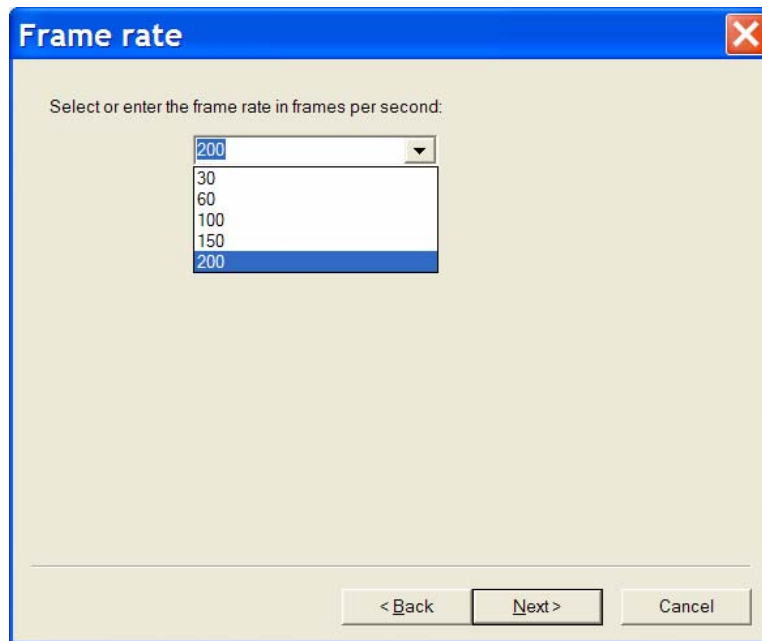 Frame rate
Select or enter the frame rate in frames per second:
200
30
60
100
150
200
< Back Next > Cancel